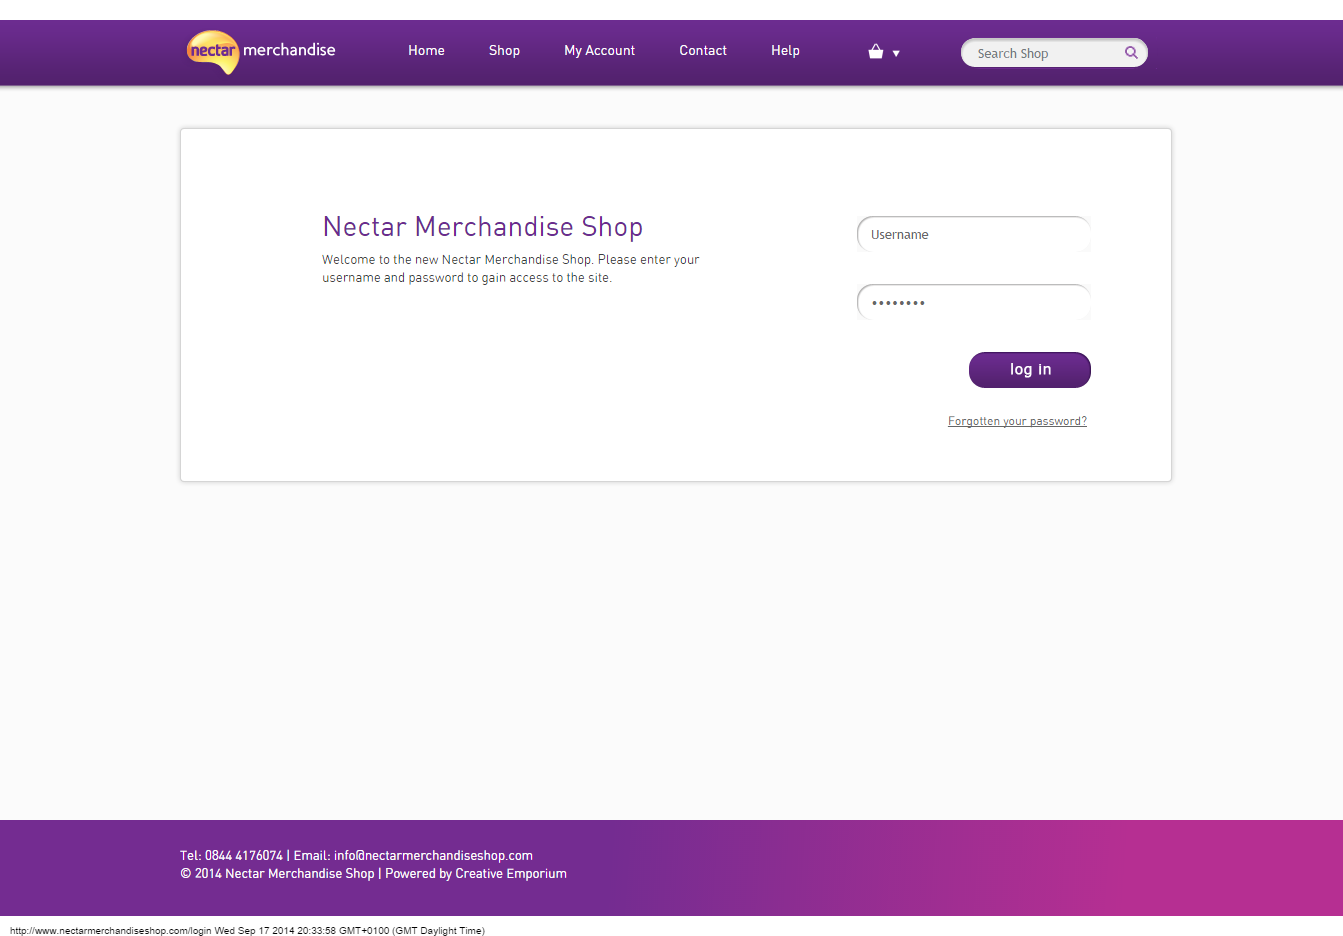 nectar merchandise
Home Shop My Account Contact Help
Search Shop
Nectar Merchandise Shop
Welcome to the new Nectar Merchandise Shop. Please enter your
username and password to gain access to the site.
Username
••••••••
log in
Forgotten your password?
Tel: 0844 4176074 | Email: info@nectarmerchandiseshop.com
© 2014 Nectar Merchandise Shop | Powered by Creative Emporium
http://www.nectarmerchandiseshop.com/login Wed Sep 17 2014 20:33:58 GMT+0100 (GMT Daylight Time)